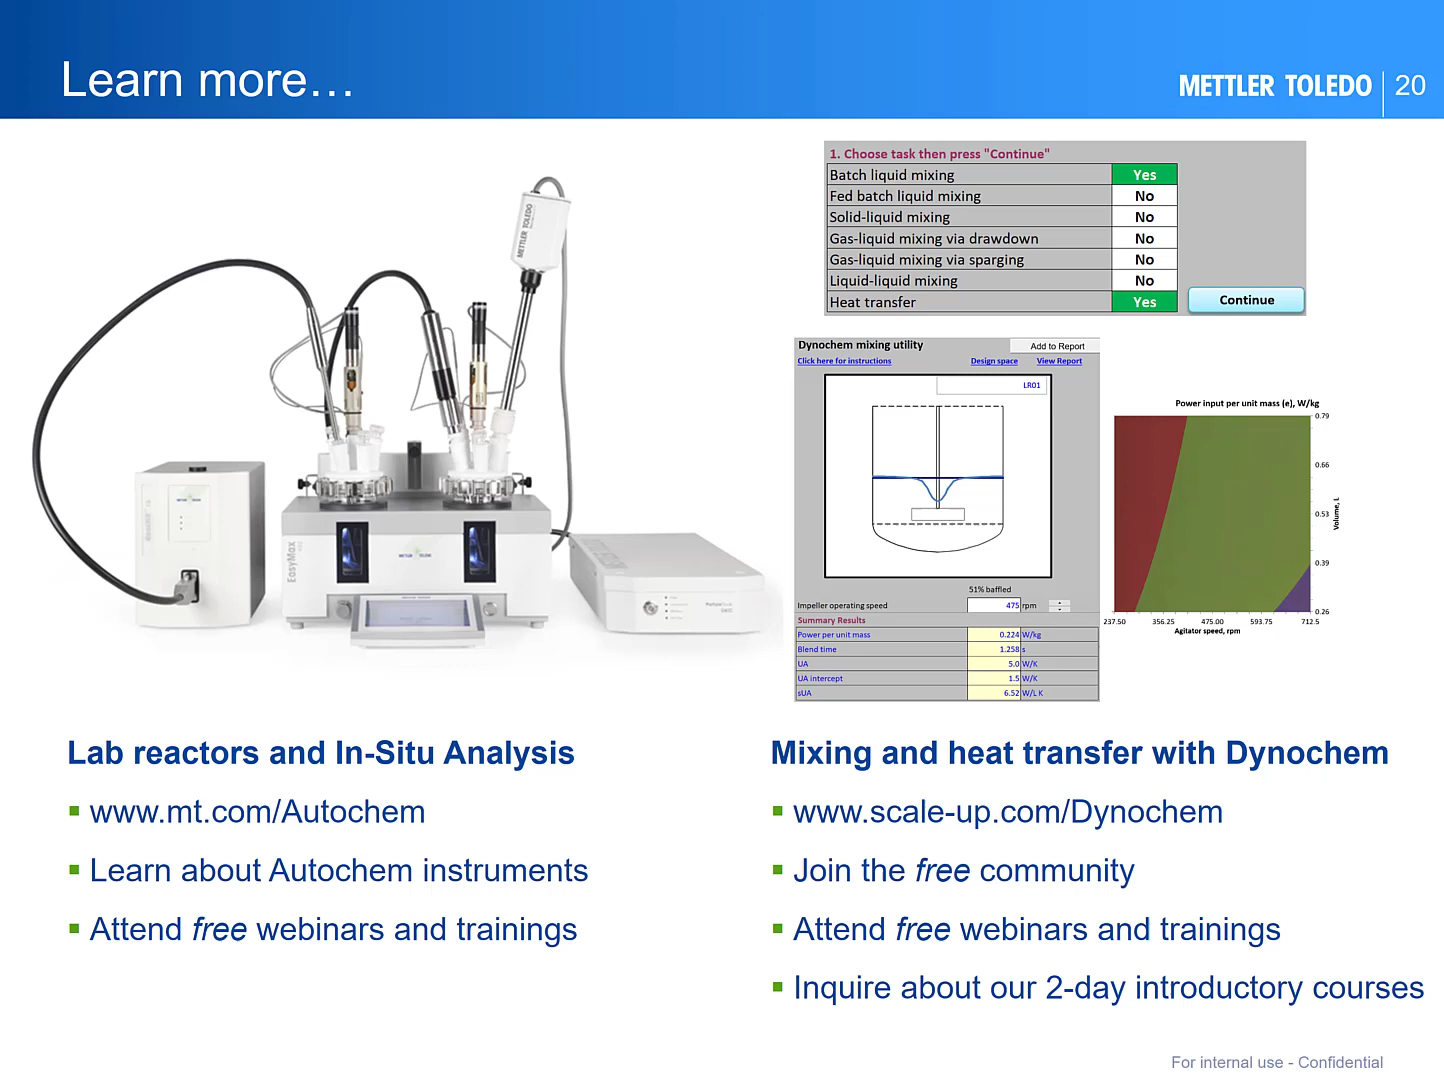 Learn more…
METTLER TOLEDO
20
1. Choose task then press "Continue"
Batch liquid mixing Yes
Fed batch liquid mixing No
Solid-liquid mixing No
Gas-liquid mixing via drawdown No
Gas-liquid mixing via sparging No
Liquid-liquid mixing No
Heat transfer Yes
Continue
METTLER TOLEDO
EasyMax
METTLER TOLEDO
Dynochem mixing utility
Add to Report
Click here for instructions
Design space
View Report
LR01
51% baffled
Impeller operating speed 475 rpm
Summary Results
Power per unit mass 0.224 W/kg
Blend time 1.258 s
UA 5.0 W/K
UA intercept 1.5 W/K
sUA 6.52 W/L K
Power input per unit mass (e), W/kg
0.79
0.66
0.53
0.39
0.26
Volume, L
237.50 356.25 475.00 593.75 712.5
Agitator speed, rpm
Lab reactors and In-Situ Analysis
www.mt.com/Autochem
Learn about Autochem instruments
Attend free webinars and trainings
Mixing and heat transfer with Dynochem
www.scale-up.com/Dynochem
Join the free community
Attend free webinars and trainings
Inquire about our 2-day introductory courses
For internal use - Confidential